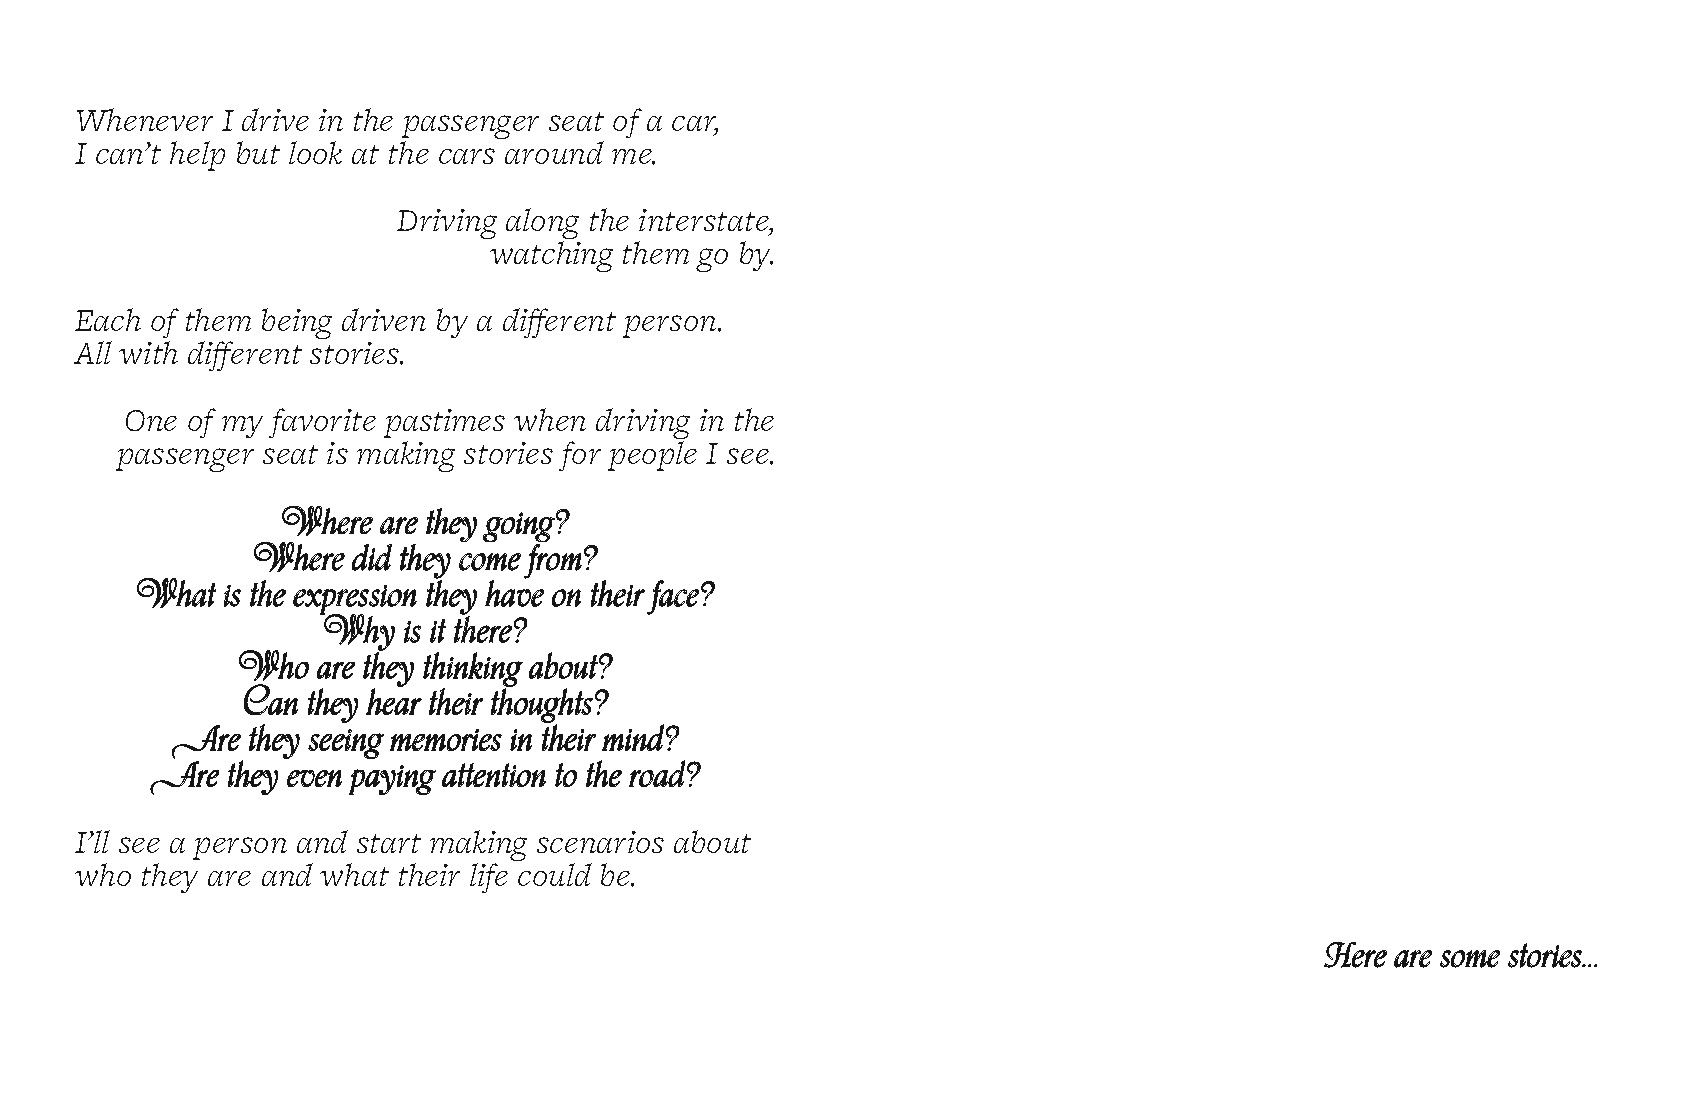 Whenever I drive in the passenger seat of a car,
I can’t help but look at the cars around me.
Driving along the interstate,
watching them go by.
Each of them being driven by a different person.
All with different stories.
One of my favorite pastimes when driving in the
passenger seat is making stories for people I see.
Where are they going?
Where did they come from?
What is the expression they have on their face?
Why is it there?
Who are they thinking about?
Can they hear their thoughts?
Are they seeing memories in their mind?
Are they even paying attention to the road?
I’ll see a person and start making scenarios about
who they are and what their life could be.
Here are some stories...